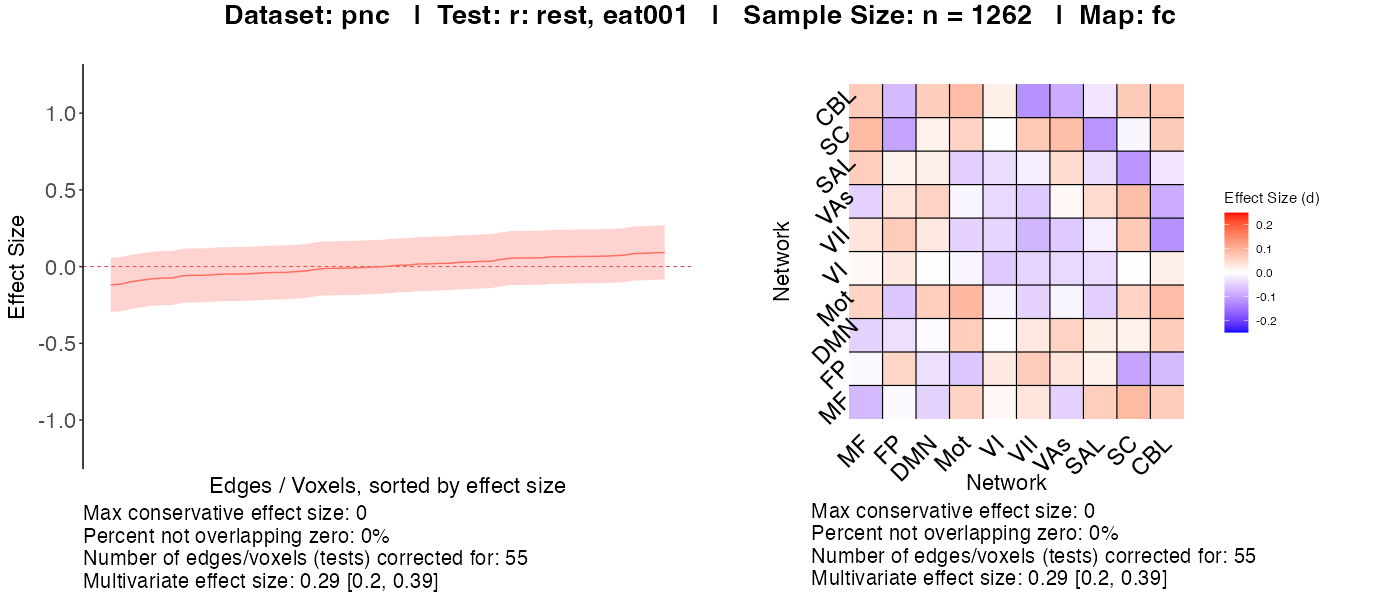 Dataset: pnc | Test: r: rest, eat001 | Sample Size: n = 1262 | Map: fc
Effect Size
1.0
0.5
0.0
-0.5
-1.0
Edges / Voxels, sorted by effect size
Max conservative effect size: 0
Percent not overlapping zero: 0%
Number of edges/voxels (tests) corrected for: 55
Multivariate effect size: 0.29 [0.2, 0.39]
Network
CBL
SC
SAL
VAs
VII
VI
Mot
DMN
FP
MF
MF
FP
DMN
Mot
VI
VII
VAs
SAL
SC
CBL
Network
Effect Size (d)
0.2
0.1
0.0
-0.1
-0.2
Max conservative effect size: 0
Percent not overlapping zero: 0%
Number of edges/voxels (tests) corrected for: 55
Multivariate effect size: 0.29 [0.2, 0.39]